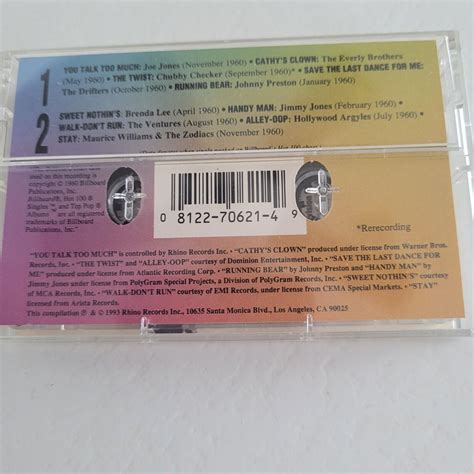 1 YOU TALK TOO MUCH: Joe Jones (November 1960) • CATHY'S CLOWN: The Everly Brothers
(May 1960) • THE TWIST: Chubby Checker (September 1960)* • SAVE THE LAST DANCE FOR ME:
The Drifters (October 1960) • RUNNING BEAR: Johnny Preston (January 1960)
2 SWEET NOTHIN'S: Brenda Lee (April 1960) • HANDY MAN: Jimmy Jones (February 1960)
WALK-DON'T RUN: The Ventures (August 1960) • ALLEY-OOP: Hollywood Argyles (July 1960) •
STAY: Maurice Williams & The Zodiacs (November 1960)
used on this recording is
copyright © 1960 Billboard
Publications, Inc.
Billboard®, Hot 100 ®
Singles™, and Top Pop ®
Albums™ are registered
trademarks of Billboard
Publications, Inc.
0 8122-70621-4 9
*Rerecording
"YOU TALK TOO MUCH" is controlled by Rhino Records Inc. • "CATHY'S CLOWN" produced under license from Warner Bros.
Records Inc. • "THE TWIST" and "ALLEY-OOP" courtesy of Dominion Entertainment, Inc. • "SAVE THE LAST DANCE FOR
ME" produced under license from Atlantic Recording Corp. • "RUNNING BEAR" by Johnny Preston and "HANDY MAN" by
Jimmy Jones under license from PolyGram Special Projects, a Division of PolyGram Records, Inc. • "SWEET NOTHIN'S" courtesy
of MCA Records, Inc. • "WALK-DON'T RUN" courtesy of EMI Records, under license from CEMA Special Markets. • "STAY"
licensed from Arista Records.
This compilation ℗ & © 1993 Rhino Records Inc., 10635 Santa Monica Blvd., Los Angeles, CA 90025